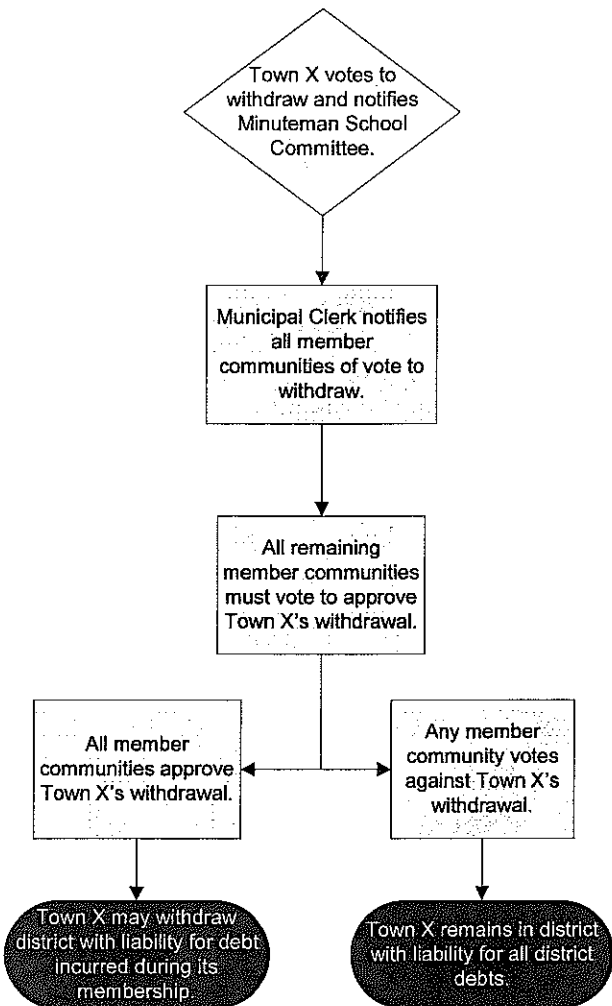 Town X votes to
withdraw and notifies
Minuteman School
Committee.
Municipal Clerk notifies
all member
communities of vote to
withdraw.
All remaining
member communities
must vote to approve
Town X's withdrawal.
All member
communities approve
Town X's withdrawal.
Any member
community votes
against Town X's
withdrawal.
Town X may withdraw
district with liability for debt
incurred during its
membership.
Town X remains in district
with liability for all district
debts.